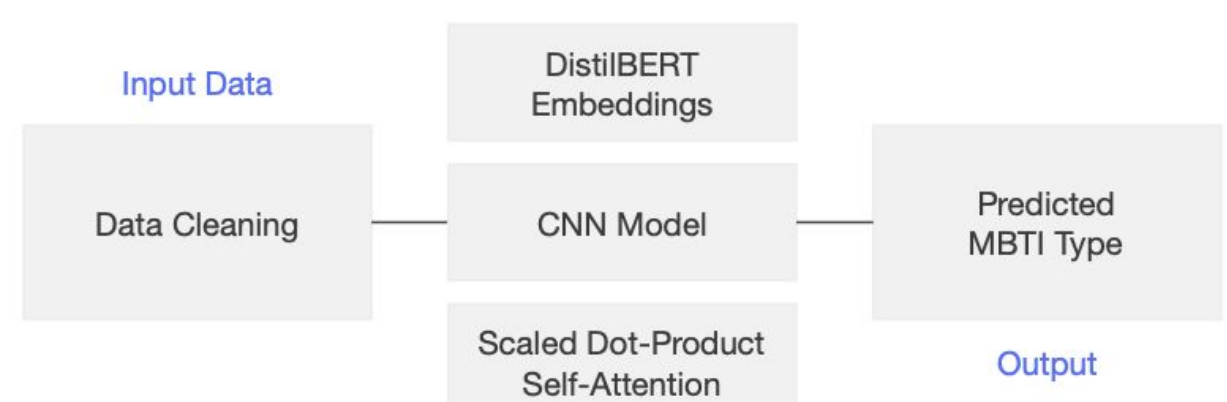 Input Data
Data Cleaning
DistilBERT
Embeddings
CNN Model
Scaled Dot-Product
Self-Attention
Predicted
MBTI Type
Output